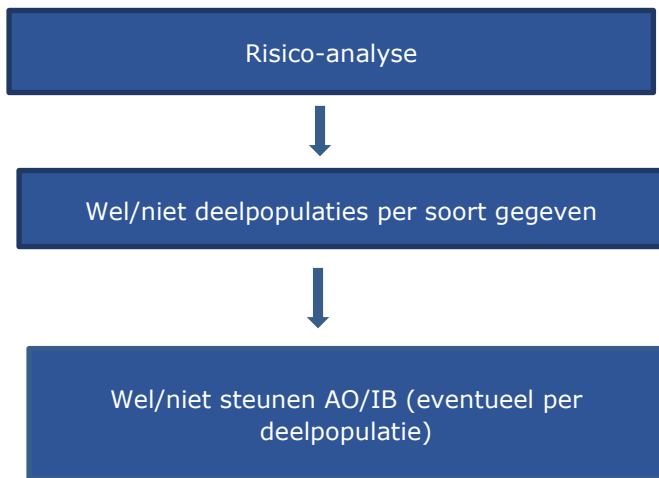 Risico-analyse
Wel/niet deelpopulaties per soort gegeven
Wel/niet steunen AO/IB (eventueel per
deelpopulatie)